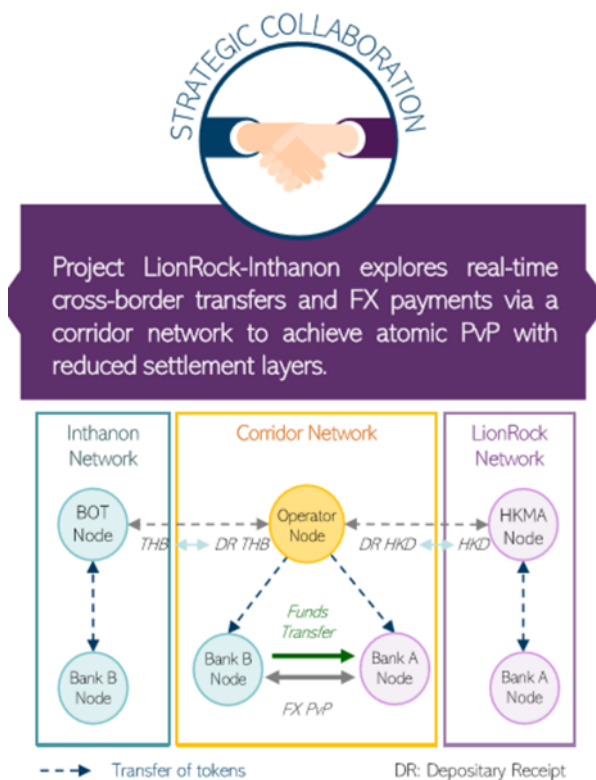 STRATEGIC COLLABORATION
Project LionRock-Inthanon explores real-time
cross-border transfers and FX payments via a
corridor network to achieve atomic PvP with
reduced settlement layers.
Inthanon
Network
Corridor Network
LionRock
Network
BOT
Node
Operator
Node
HKMA
Node
THB
DR THB
DR HKD
HKD
Funds
Transfer
Bank B
Node
Bank B
Node
Bank A
Node
Bank A
Node
FX PvP
Transfer of tokens
DR: Depositary Receipt